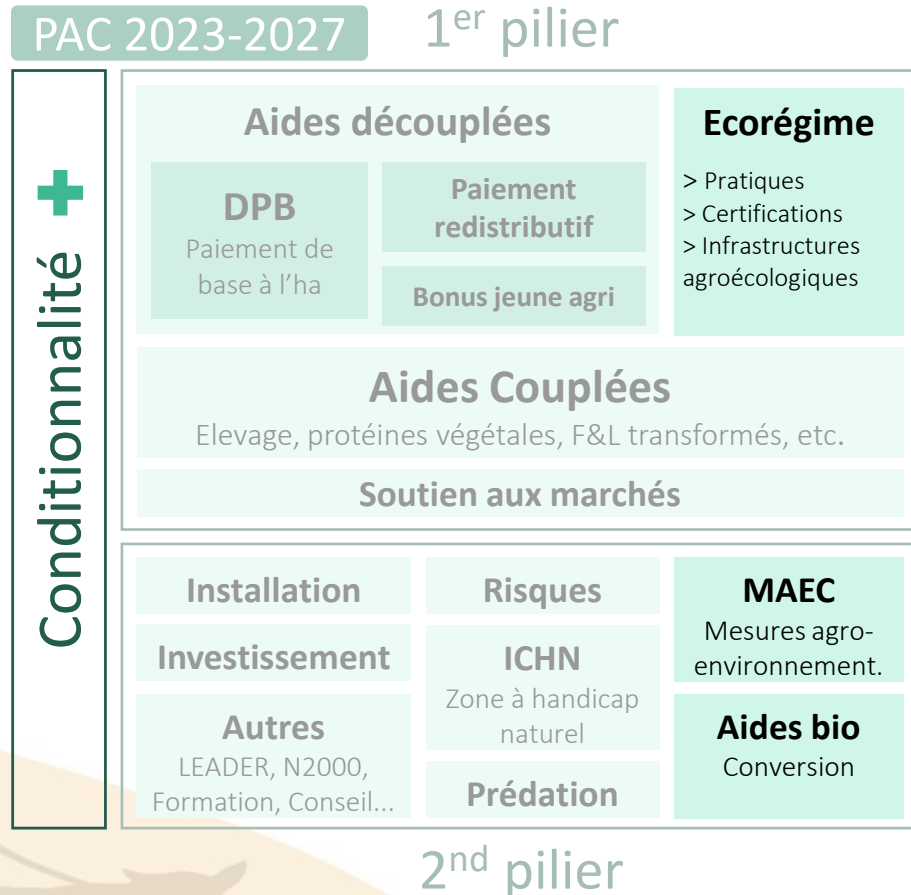 PAC 2023-2027
1er pilier
Conditionnalité +
Aides découplées
DPB
Paiement de
base à l’ha
Paiement
redistributif
Bonus jeune agri
Ecorégime
> Pratiques
> Certifications
> Infrastructures
agroécologiques
Aides Couplées
Elevage, protéines végétales, F&L transformés, etc.
Soutien aux marchés
Installation
Investissement
Autres
LEADER, N2000,
Formation, Conseil...
Risques
ICHN
Zone à handicap
naturel
Prédation
MAEC
Mesures agro-
environnement.
Aides bio
Conversion
2nd pilier